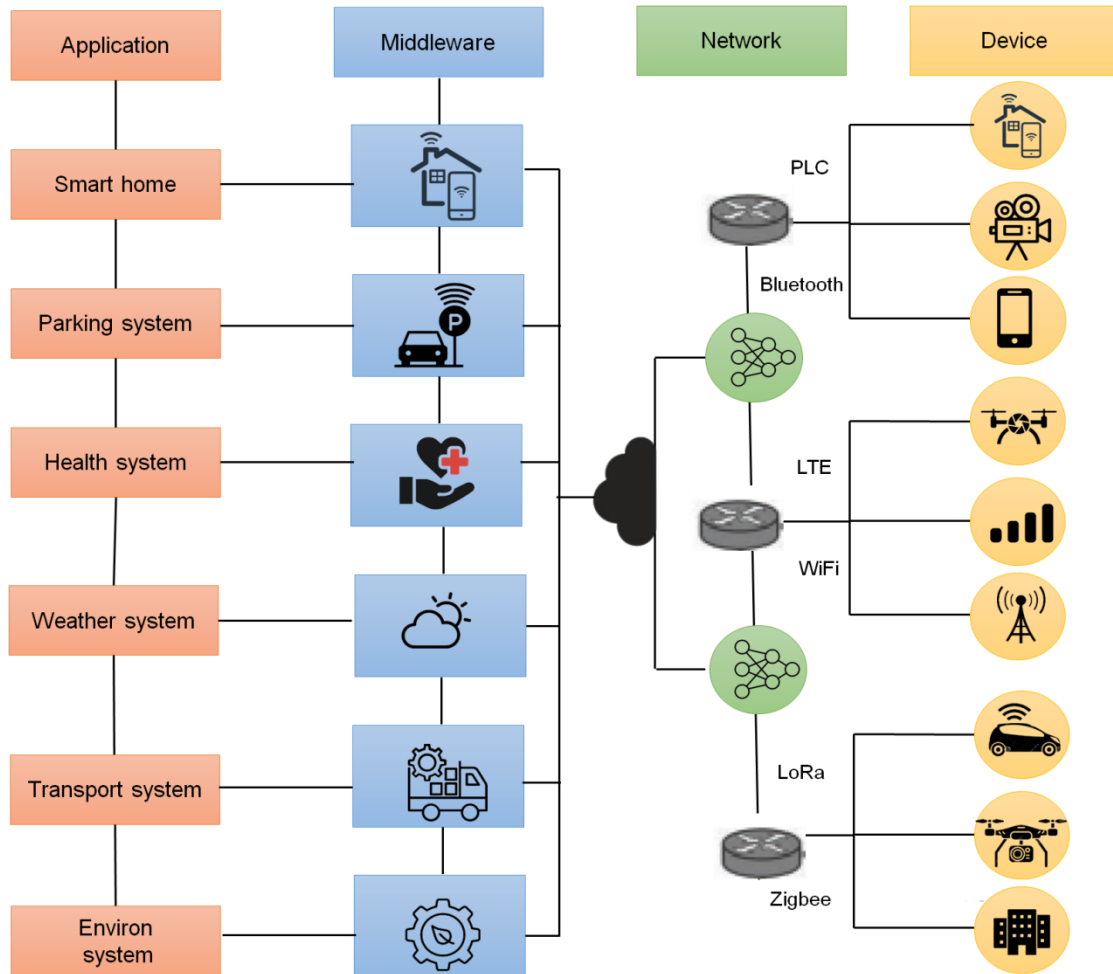 Application
Middleware
Network
Device
Smart home
Parking system
Health system
Weather system
Transport system
Environ
system
P
PLC
Bluetooth
LTE
WiFi
LoRa
Zigbee